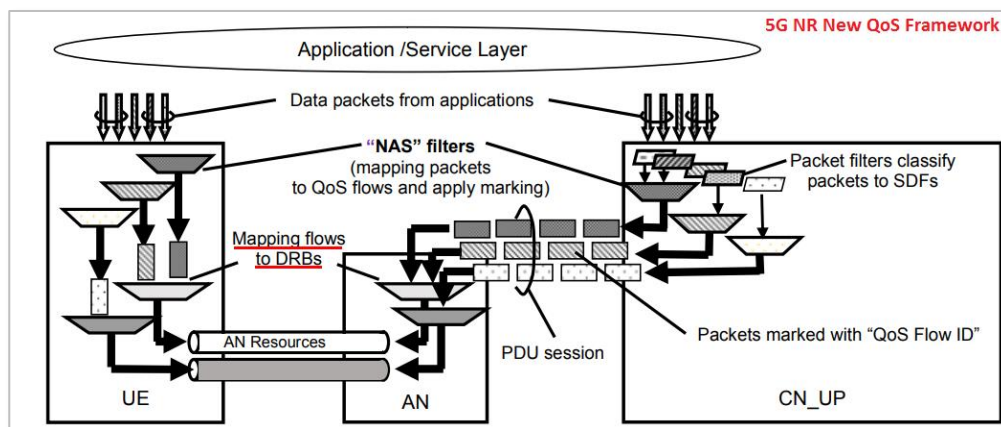 5G NR New QoS Framework
Application /Service Layer
Data packets from applications
"NAS" filters
(mapping packets
to QoS flows and apply marking)
Packet filters classify
packets to SDFs
Mapping flows
to DRBs
AN Resources
PDU session
Packets marked with "QoS Flow ID"
UE
AN
CN_UP